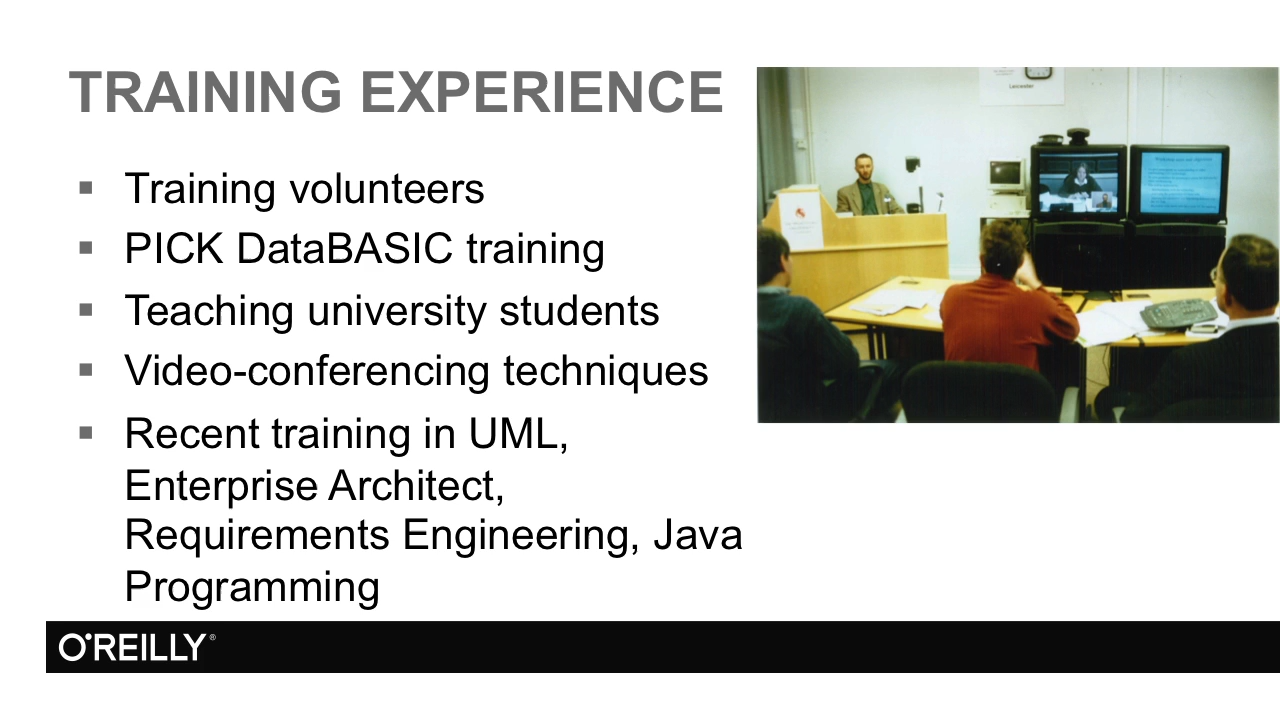 TRAINING EXPERIENCE
▪ Training volunteers
▪ PICK DataBASIC training
▪ Teaching university students
▪ Video-conferencing techniques
▪ Recent training in UML,
Enterprise Architect,
Requirements Engineering, Java
Programming
Leicester
O'REILLY®